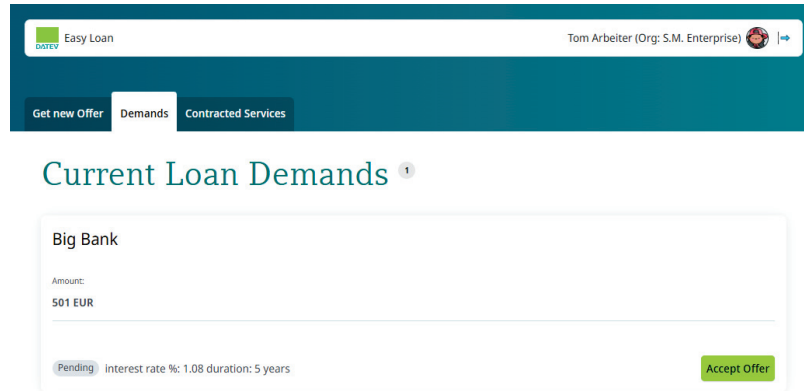 DATEV
Easy Loan
Tom Arbeiter (Org: S.M. Enterprise)
Get new Offer Demands Contracted Services
Current Loan Demands 1
Big Bank
Amount:
501 EUR
Pending interest rate %: 1.08 duration: 5 years
Accept Offer